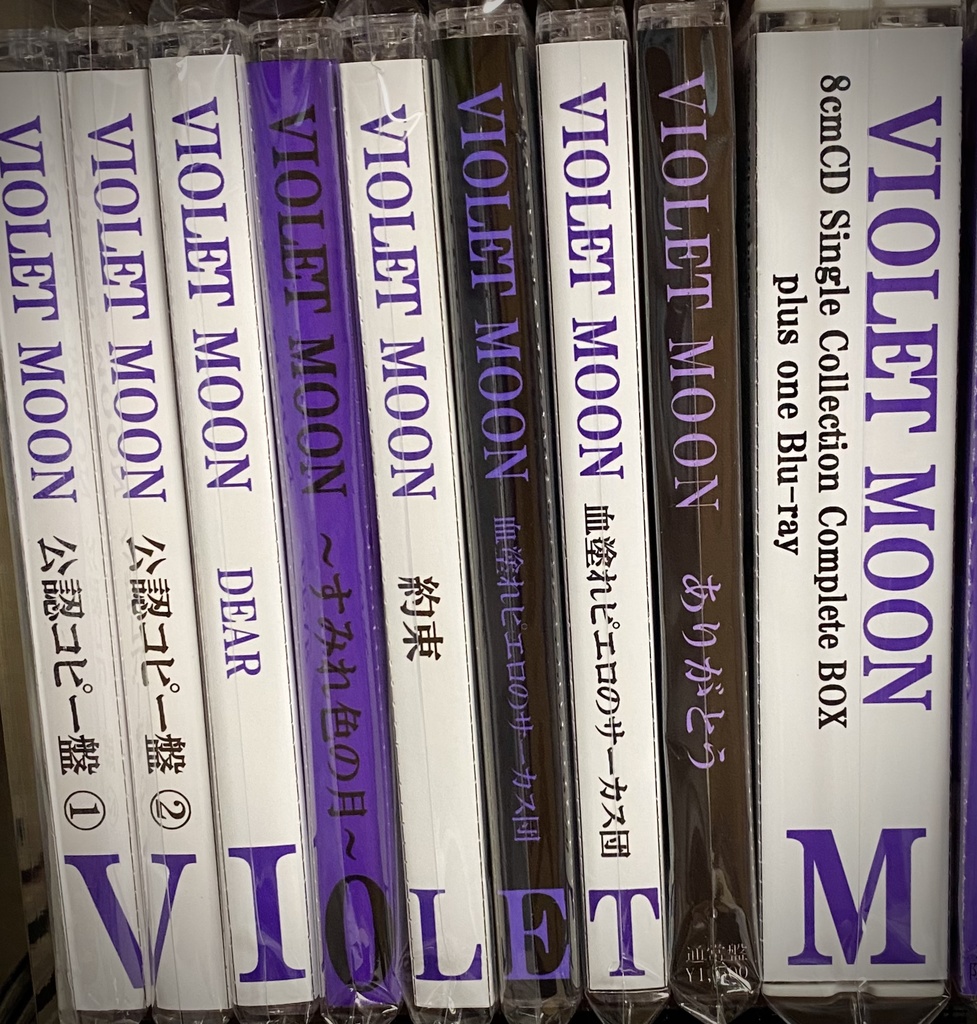 VIOLET MOON 公認コピー盤 ①
VIOLET MOON 公認コピー盤 ②
V
VIOLET MOON DEAR
I
VIOLET MOON ～すみれ色の月～
O
VIOLET MOON 約束
L
VIOLET MOON 血塗れピエロのサーカス団
E
VIOLET MOON 血塗れピエロのサーカス団
T
VIOLET MOON ありがとう
通常盤
VIOLET MOON
8cmCD Single Collection Complete BOX
plus one Blu-ray
M